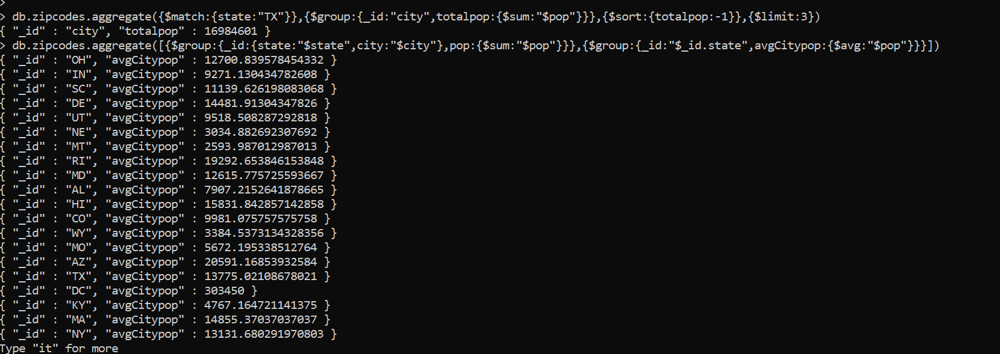 >
> db.zipcodes.aggregate({$match:{state:"TX"}},{$group:{_id:"city",totalpop:{$sum:"$pop"}}},{$sort:{totalpop:-1}},{$limit:3})
{ "_id" : "city", "totalpop" : 16984601 }
> db.zipcodes.aggregate([{$group:{_id:{state:"$state",city:"$city"},pop:{$sum:"$pop"}}},{$group:{_id:"$_id.state",avgCitypop:{$avg:"$pop"}}}])
{ "_id" : "OH", "avgCitypop" : 12700.839578454332 }
{ "_id" : "IN", "avgCitypop" : 9271.130434782608 }
{ "_id" : "SC", "avgCitypop" : 11139.626198083068 }
{ "_id" : "DE", "avgCitypop" : 14481.91304347826 }
{ "_id" : "UT", "avgCitypop" : 9518.508287292818 }
{ "_id" : "NE", "avgCitypop" : 3034.882692307692 }
{ "_id" : "MT", "avgCitypop" : 2593.987012987013 }
{ "_id" : "RI", "avgCitypop" : 19292.653846153848 }
{ "_id" : "MD", "avgCitypop" : 12615.775725593667 }
{ "_id" : "AL", "avgCitypop" : 7907.2152641878665 }
{ "_id" : "HI", "avgCitypop" : 15831.842857142858 }
{ "_id" : "CO", "avgCitypop" : 9981.075757575758 }
{ "_id" : "WY", "avgCitypop" : 3384.5373134328356 }
{ "_id" : "MO", "avgCitypop" : 5672.195338512764 }
{ "_id" : "AZ", "avgCitypop" : 20591.16853932584 }
{ "_id" : "TX", "avgCitypop" : 13775.02108678021 }
{ "_id" : "DC", "avgCitypop" : 303450 }
{ "_id" : "KY", "avgCitypop" : 4767.164721141375 }
{ "_id" : "MA", "avgCitypop" : 14855.37037037037 }
{ "_id" : "NY", "avgCitypop" : 13131.680291970803 }
Type "it" for more